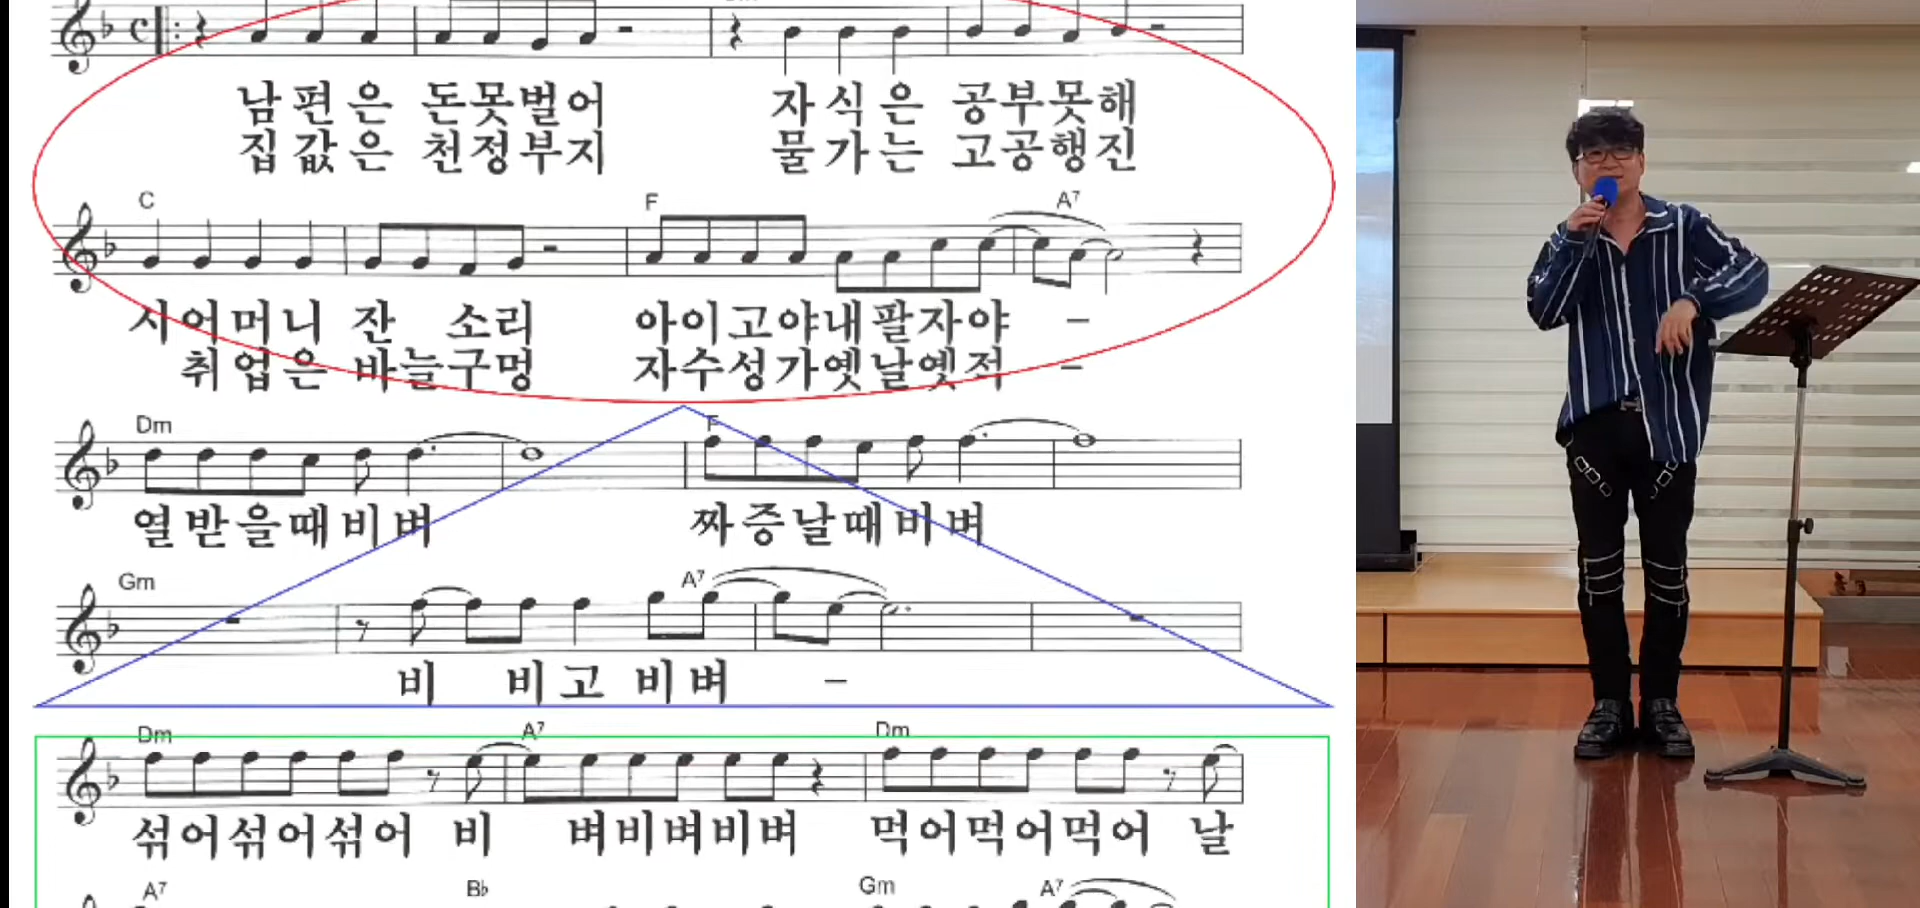 남편은 돈못벌어 자식은 공부못해
집값은 천정부지 물가는 고공행진
C F A7
시어머니 잔 소리 아이고야내팔자야 -
취업은 바늘구멍 자수성가옛날옛적 -
Dm F
열받을때비벼 짜증날때비벼
Gm A7
비 비고 비벼 -
Dm A7 Dm
섞어섞어섞어 비 벼비벼비벼 먹어먹어먹어 날
A7 B♭ Gm A7